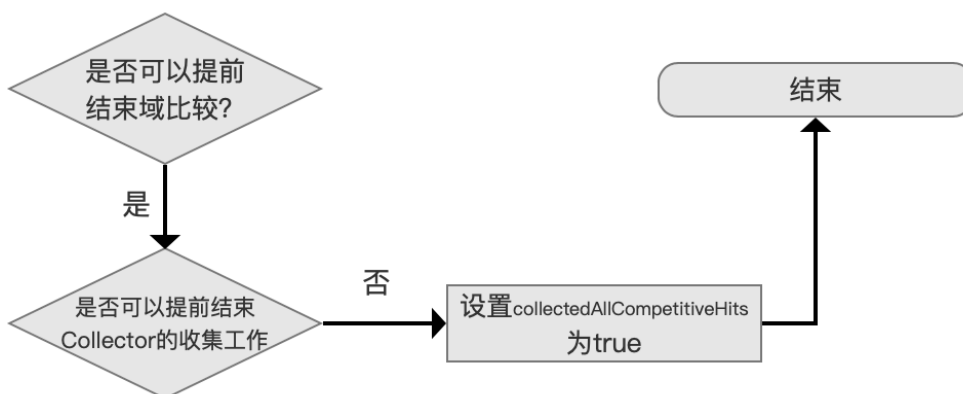 是否可以提前
结束域比较?
结束
是
是否可以提前结束
Collector的收集工作
否
设置collectedAllCompetitiveHits
为true